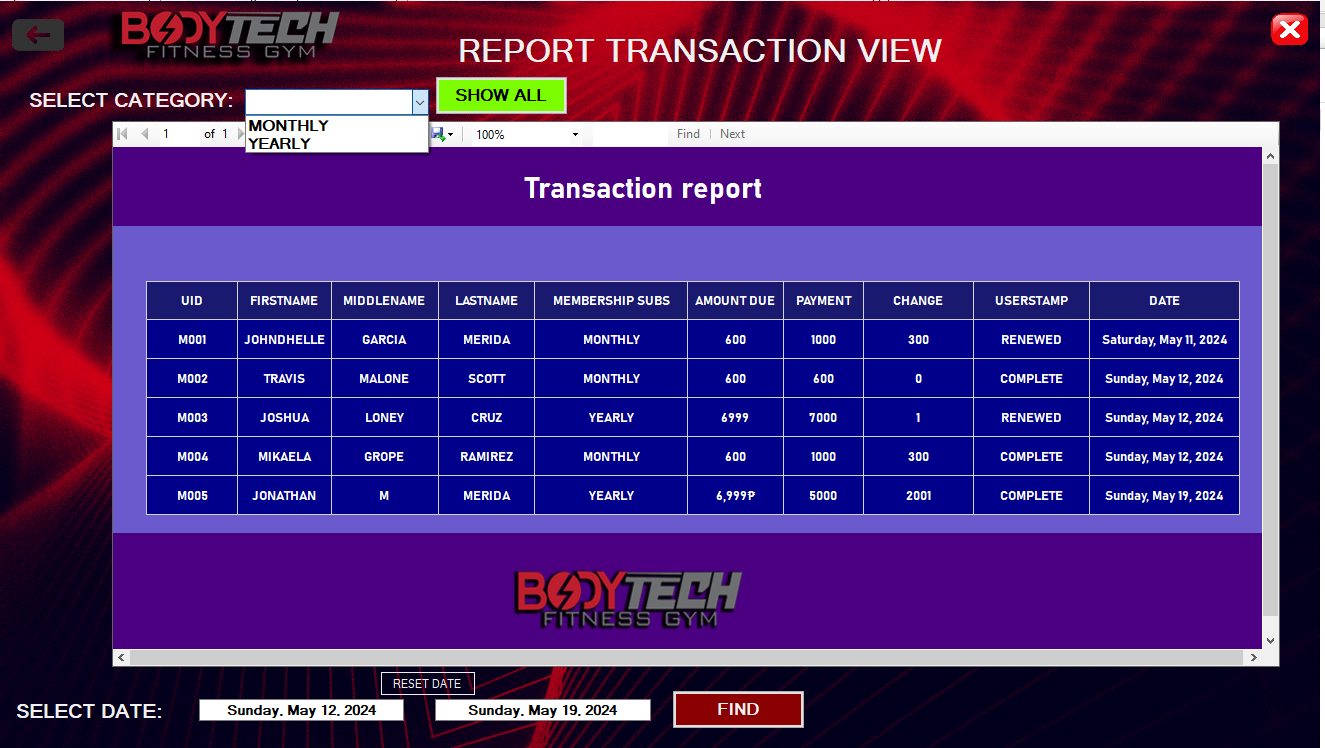 BODYTECH
FITNESS GYM
REPORT TRANSACTION VIEW
SELECT CATEGORY:
SHOW ALL
MONTHLY
YEARLY
1 of 1 100% Find | Next
Transaction report
UID FIRSTNAME MIDDLENAME LASTNAME MEMBERSHIP SUBS AMOUNT DUE PAYMENT CHANGE USERSTAMP DATE
M001 JOHNDHELLE GARCIA MERIDA MONTHLY 600 1000 300 RENEWED Saturday, May 11, 2024
M002 TRAVIS MALONE SCOTT MONTHLY 600 600 0 COMPLETE Sunday, May 12, 2024
M003 JOSHUA LONEY CRUZ YEARLY 6999 7000 1 RENEWED Sunday, May 12, 2024
M004 MIKAELA GROPE RAMIREZ MONTHLY 600 1000 300 COMPLETE Sunday, May 12, 2024
M005 JONATHAN M MERIDA YEARLY 6,999₱ 5000 2001 COMPLETE Sunday, May 19, 2024
BODYTECH
FITNESS GYM
RESET DATE
SELECT DATE: Sunday, May 12, 2024 Sunday, May 19, 2024 FIND